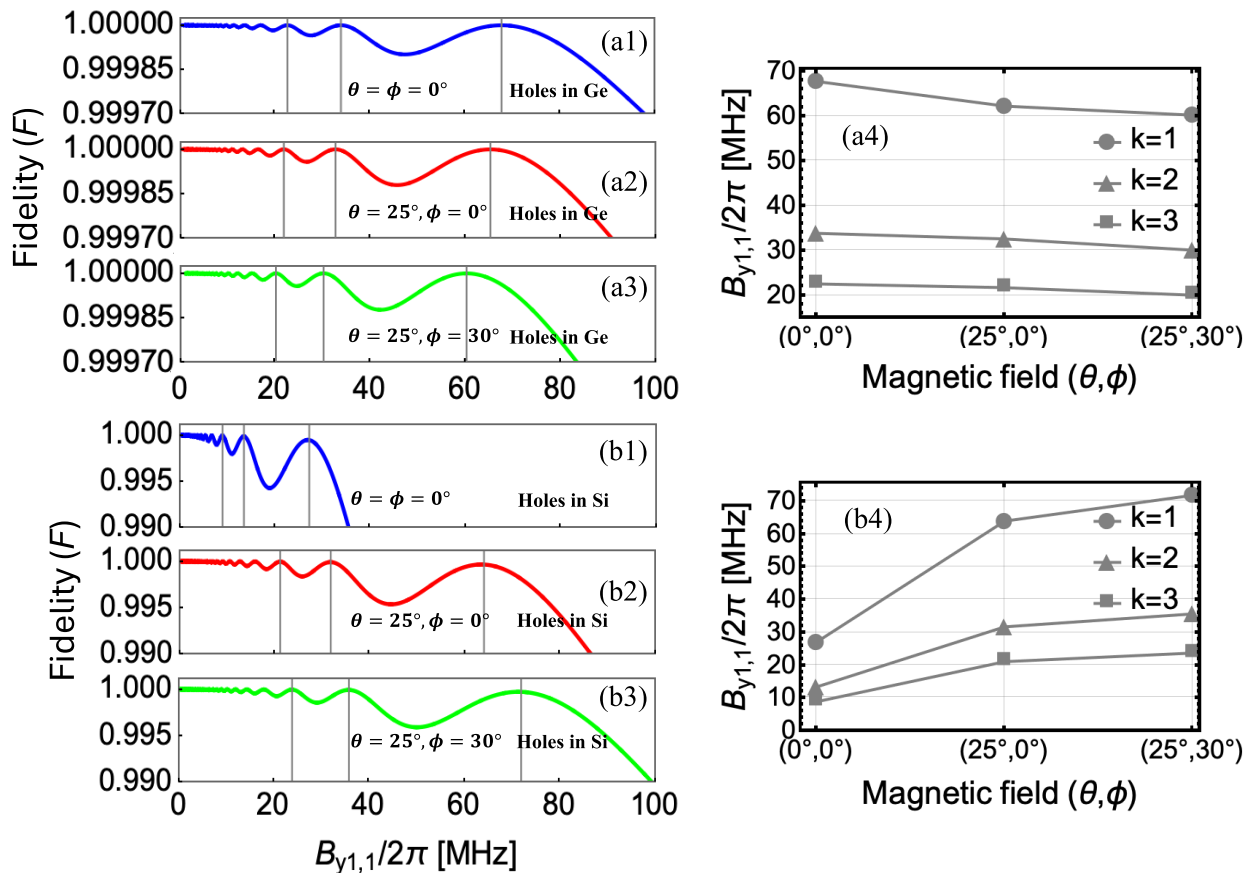 1.00000
0.99985
0.99970
(a1)
θ = ϕ = 0°
Holes in Ge
1.00000
0.99985
0.99970
(a2)
θ = 25°, ϕ = 0°
Holes in Ge
1.00000
0.99985
0.99970
(a3)
θ = 25°, ϕ = 30°
Holes in Ge
0 20 40 60 80 100
Fidelity (F)
1.000
0.995
0.990
(b1)
θ = ϕ = 0°
Holes in Si
1.000
0.995
0.990
(b2)
θ = 25°, ϕ = 0°
Holes in Si
1.000
0.995
0.990
(b3)
θ = 25°, ϕ = 30°
Holes in Si
0 20 40 60 80 100
Fidelity (F)
By1,1/2π [MHz]
70
60
50
40
30
20
(a4)
k=1
k=2
k=3
(0°,0°) (25°,0°) (25°,30°)
By1,1/2π [MHz]
Magnetic field (θ,ϕ)
70
60
50
40
30
20
10
0
(b4)
k=1
k=2
k=3
(0°,0°) (25°,0°) (25°,30°)
By1,1/2π [MHz]
Magnetic field (θ,ϕ)